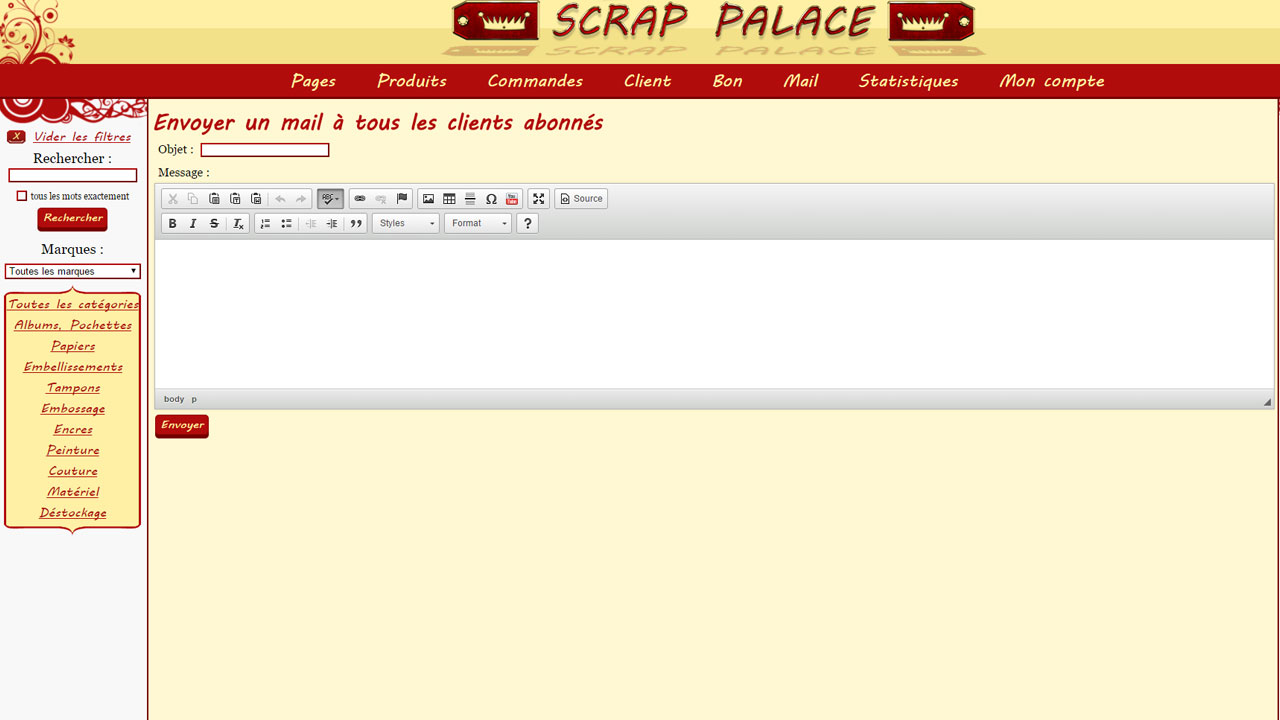 SCRAP PALACE
Pages Produits Commandes Client Bon Mail Statistiques Mon compte
X Vider les filtres
Rechercher :
tous les mots exactement
Rechercher
Marques :
Toutes les marques
Toutes les catégories
Albums, Pochettes
Papiers
Embellissements
Tampons
Embossage
Encres
Peinture
Couture
Matériel
Déstockage
Envoyer un mail à tous les clients abonnés
Objet :
Message :
ABC Source
B I S Tx Styles Format ?
body p
Envoyer